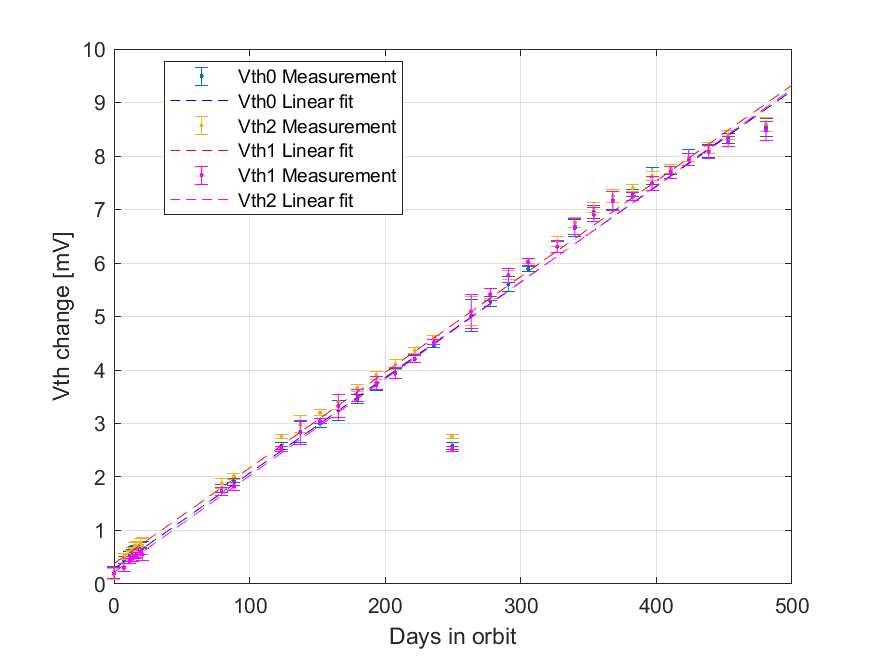 10
9
8
7
6
5
4
3
2
1
0
Vth change [mV]
Vth0 Measurement
Vth0 Linear fit
Vth2 Measurement
Vth1 Linear fit
Vth1 Measurement
Vth2 Linear fit
0 100 200 300 400 500
Days in orbit